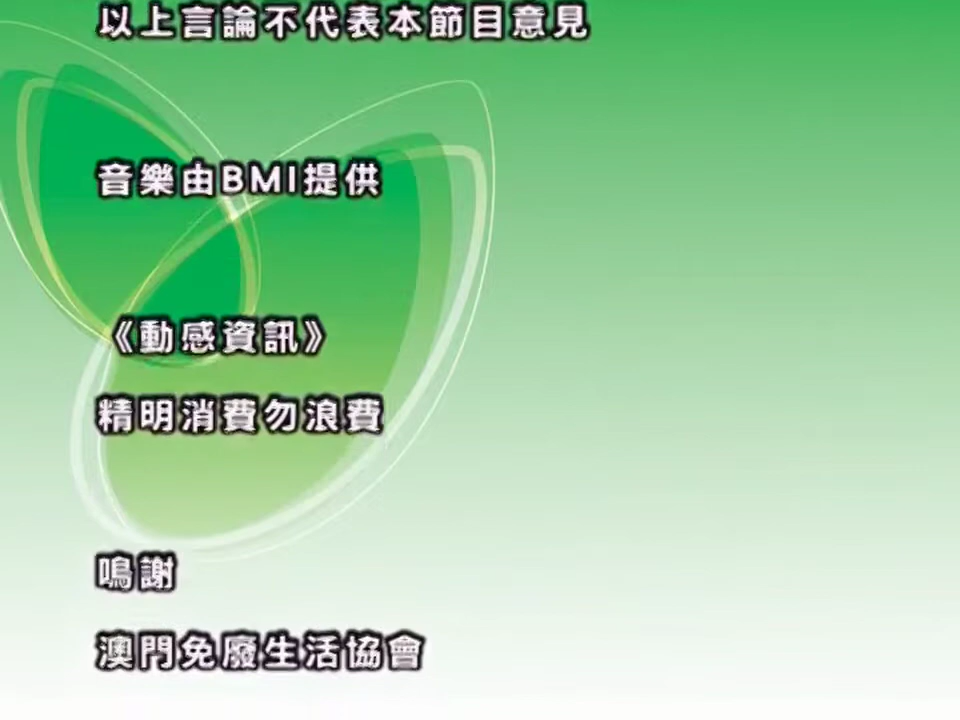 以上言論不代表本節目意見
音樂由BMI提供
《動感資訊》
精明消費勿浪費
鳴謝
澳門免廢生活協會